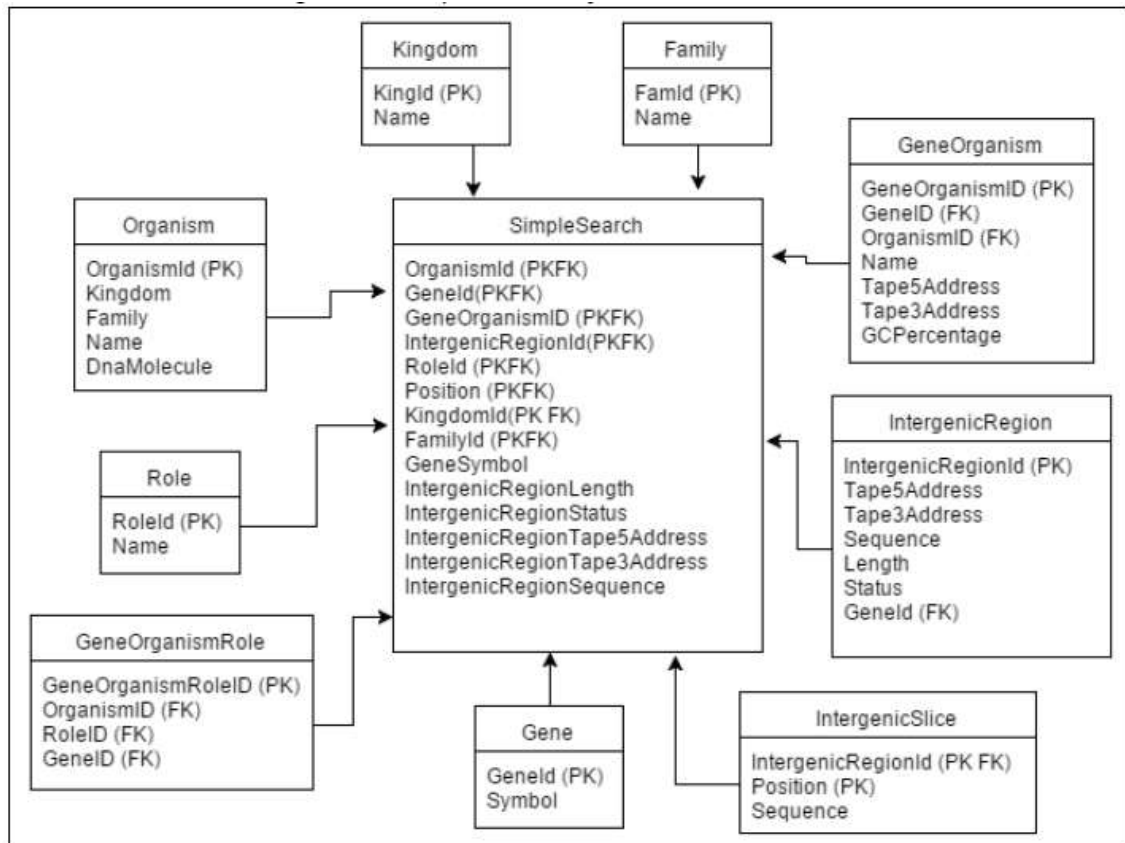 Kingdom
KingId (PK)
Name
Family
FamId (PK)
Name
GeneOrganism
GeneOrganismID (PK)
GeneID (FK)
OrganismID (FK)
Name
Tape5Address
Tape3Address
GCPercentage
Organism
OrganismId (PK)
Kingdom
Family
Name
DnaMolecule
SimpleSearch
OrganismId (PKFK)
GeneId(PKFK)
GeneOrganismID (PKFK)
IntergenicRegionId(PKFK)
RoleId (PKFK)
Position (PKFK)
KingdomId(PK FK)
FamilyId (PKFK)
GeneSymbol
IntergenicRegionLength
IntergenicRegionStatus
IntergenicRegionTape5Address
IntergenicRegionTape3Address
IntergenicRegionSequence
IntergenicRegion
IntergenicRegionId (PK)
Tape5Address
Tape3Address
Sequence
Length
Status
GeneId (FK)
Role
RoleId (PK)
Name
GeneOrganismRole
GeneOrganismRoleID (PK)
OrganismID (FK)
RoleID (FK)
GeneID (FK)
Gene
GeneId (PK)
Symbol
IntergenicSlice
IntergenicRegionId (PK FK)
Position (PK)
Sequence